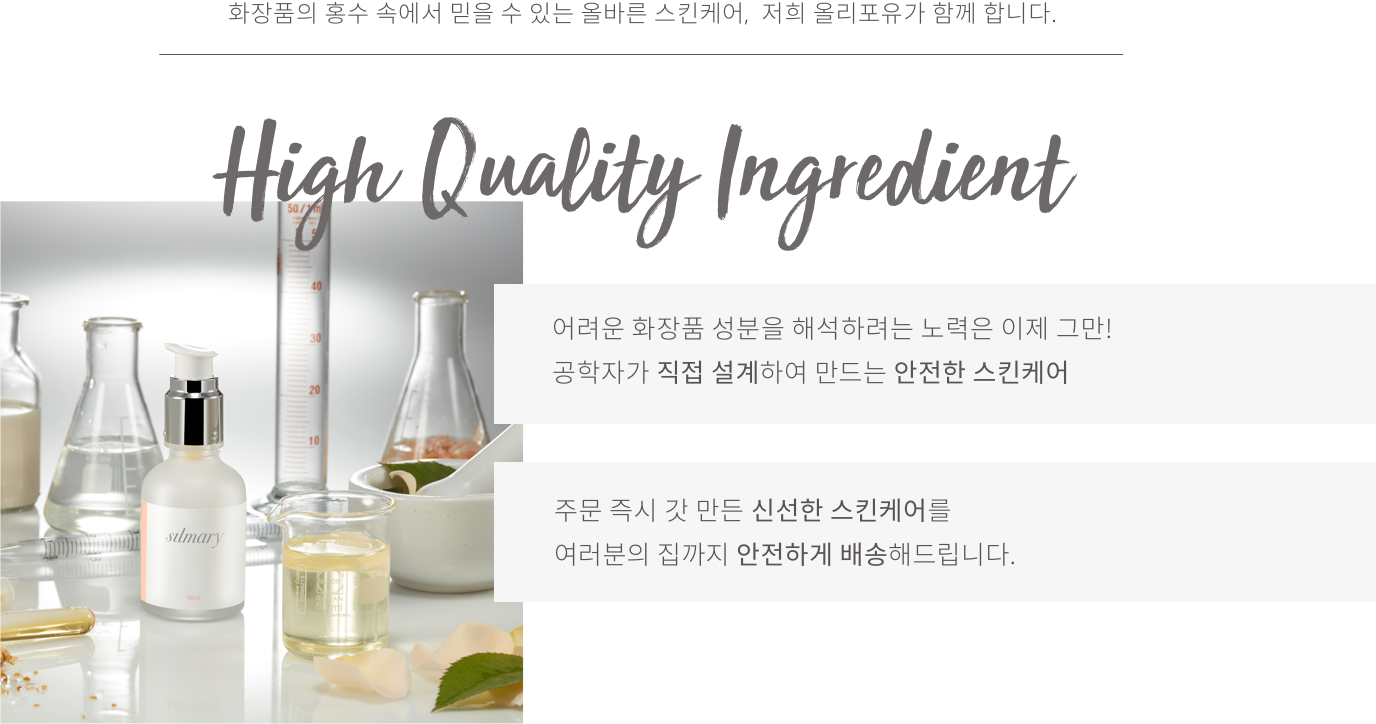 화장품의 홍수 속에서 믿을 수 있는 올바른 스킨케어, 저희 올리포유가 함께 합니다.
High Quality Ingredient
50/1m
5
40
30
20
10
어려운 화장품 성분을 해석하려는 노력은 이제 그만!
공학자가 직접 설계하여 만드는 안전한 스킨케어
주문 즉시 갓 만든 신선한 스킨케어를
여러분의 집까지 안전하게 배송해드립니다.
silmary